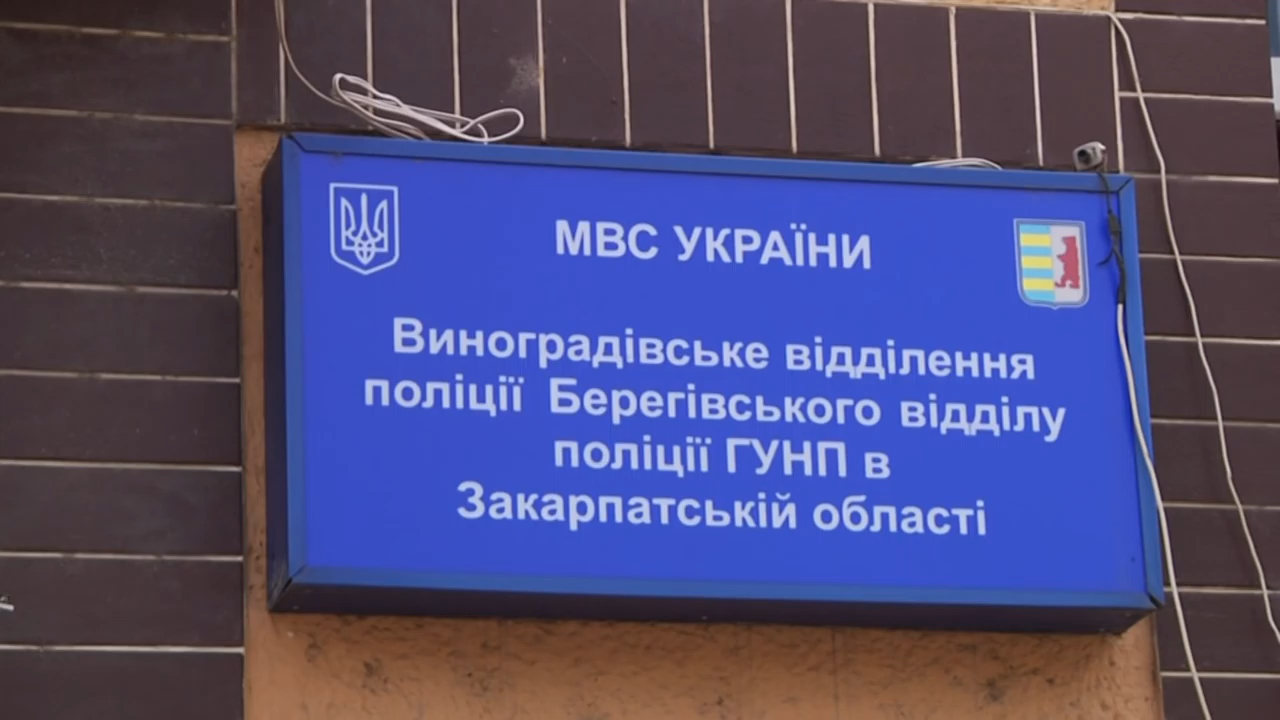 МВС УКРАЇНИ
Виноградівське відділення
поліції Берегівського відділу
поліції ГУНП в
Закарпатській області